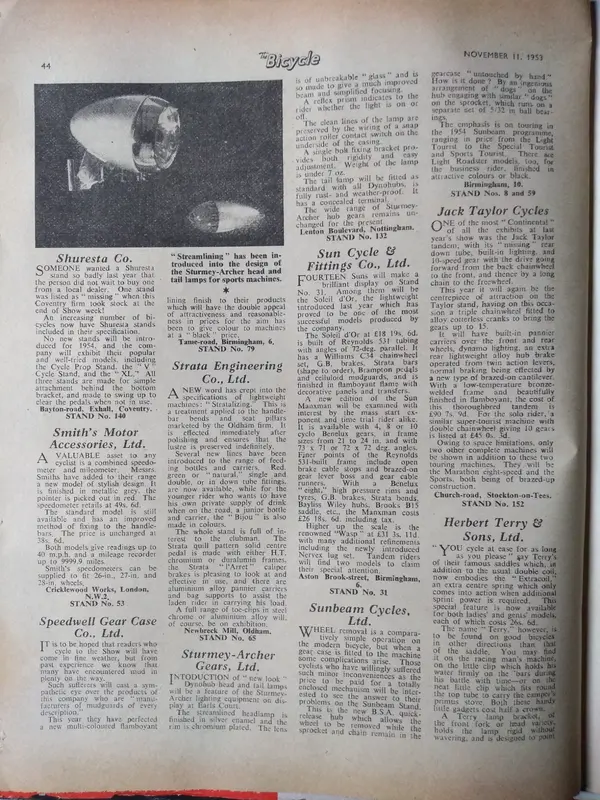 44
The Bicycle
NOVEMBER 11, 1953
"Streamlining" has been in-
troduced into the design of
the Sturmey-Archer head and
tail lamps for sports machines.
Shuresta Co.
SOMEONE wanted a Shuresta
stand so badly last year that
the person did not wait to buy one
from a local dealer. One stand
was listed as "missing" when this
Coventry firm took stock at the
end of Show week!
An increasing number of bi-
cycles now have Shuresta stands
included in their specification.
No new stands will be intro-
duced for 1954, and the com-
pany will exhibit their popular
and well-tried models, including
the Cycle Prop Stand, the "V"
Cycle Stand, and the "XL." All
three stands are made for simple
attachment behind the bottom
bracket, and made to swing up to
clear the pedals when not in use.
Bayton-road, Exhall, Coventry.
STAND No. 140
Smith's Motor
Accessories, Ltd.
A VALUABLE asset to any
cyclist is a combined speedo-
meter and mileometer. Messrs.
Smiths have added to their range
a new model of stylish design. It
is finished in metallic grey, the
pointer is picked out in red. The
speedometer retails at 49s. 6d.
The standard model is still
available and has an improved
method of fixing to the handle-
bars. The price is unchanged at
38s. 6d.
Both models give readings up to
40 m.p.h. and a mileage recorder
up to 9999.9 miles.
Smith's speedometers can be
supplied to fit 26-in., 27-in. and
28-in. wheels.
Cricklewood Works, London,
N.W.2.
STAND No. 53
Speedwell Gear Case
Co., Ltd.
IT is to be hoped that readers who
cycle to the Show will have
come in fine weather, but from
past experience we know that
many have encountered mud in
plenty on the way.
Such sufferers will cast a sym-
pathetic eye over the products of
this company who are "manu-
facturers of mudguards of every
description."
This year they have perfected
a new multi-coloured flamboyant
lining finish to their products
which will have the double appeal
of attractiveness and reasonable-
ness in prices for the aim has
been to give colour to machines
at a "black" price.
Tame-road, Birmingham, 6.
STAND No. 79
Strata Engineering
Co., Ltd.
A NEW word has crept into the
specifications of lightweight
machines: "Stratalizing." This is
a treatment applied to the handle-
bar bends and seat pillars
marketed by the Oldham firm. It
is effected immediately after
polishing and ensures that the
lustre is preserved indefinitely.
Several new lines have been
introduced to the range of feed-
ing bottles and carriers. Red,
green or "natural," single and
double, or in down tube fittings,
are now available, while for the
younger rider who wants to have
his own private supply of drink
when on the road, a junior bottle
and carrier, the "Bijou" is also
made in colours.
The whole stand is full of in-
terest to the clubman. The
Strata quill pattern solid centre
pedal is made with either H.T.
chromium or duralumin frames,
the Strata "P'Arret" caliper
brakes is pleasing to look at and
effective in use, and there are
aluminium alloy pannier carriers
and bag supports to assist the
laden rider in carrying his load.
A full range of toe-clips in steel
chrome or aluminium alloy will,
of course, be on exhibition.
Newbreck Mill, Oldham.
STAND No. 65
Sturmey-Archer
Gears, Ltd.
INTRODUCTION of "new look"
Dynohub head and tail lamps
will be a feature of the Sturmey-
Archer lighting equipment on dis-
play at Earls Court.
The streamlined headlamp is
finished in silver enamel and the
rim is chromium plated. The lens
is of unbreakable "glass" and is
so made to give a much improved
beam and simplified focusing.
A reflex prism indicates to the
rider whether the light is on or
off.
The clean lines of the lamp are
preserved by the wiring of a snap
action roller contact switch on the
underside of the casing.
A single bolt fixing bracket pro-
vides both rigidity and easy
adjustment. Weight of the lamp
is under 7 oz.
The tail lamp will be fitted as
standard with all Dynohubs, is
fully rust- and weather-proof. It
has a concealed terminal.
The wide range of Sturmey-
Archer hub gears remains un-
changed for the present.
Lenton Boulevard, Nottingham.
STAND No. 132
Sun Cycle &
Fittings Co., Ltd.
FOURTEEN Suns will make a
brilliant display on Stand
No. 31. Among them will be
the Soleil d'Or, the lightweight
introduced last year which has
proved to be one of the most
successful models produced by
the company.
The Soleil d'Or at £18 19s. 6d.
is built of Reynolds 531 tubing
with angles of 72-deg. parallel. It
has a Williams C34 chainwheel
set, G.B. brakes, Strata bars
(shaped to order), Brampton pedals
and celluloid mudguards, and is
finished in flamboyant flame with
decorative panels and transfers.
A new edition of the Sun
Manxman will be examined with
interest by the mass start ex-
ponent and time trial rider alike.
It is available with 4, 8 or 10
cyclo Benelux gears, in frame
sizes from 21 to 24 in. and with
73 x 71 or 72 x 72 deg. angles.
Finer points of the Reynolds
531-built frame include open
brake cable stops and brazed-on
gear lever boss and gear cable
runners. With a Benelux
"eight," high pressure rims and
tyres, G.B. brakes, Strata bonds,
Bayliss Wiley hubs, Brooks B15
saddle, etc., the Manxman costs
£26 18s. 6d. including tax.
Higher up the scale is the
renowned "Wasp" at £31 3s. 11d.
with many additional refinements
including the newly introduced
Nervex lug set. Tandem riders
will find two models to claim
their special attention.
Aston Brook-street, Birmingham,
6.
STAND No. 31
Sunbeam Cycles,
Ltd.
WHEEL removal is a compara-
tively simple operation on
the modern bicycle, but when a
gear case is fitted to the machine
some complications arise. Those
cyclists who have willingly suffered
such minor inconveniences as the
price to be paid for a totally
enclosed mechanism will be inter-
ested to see the answer to their
problems on the Sunbeam Stand.
This is the new B.S.A. quick-
release hub which allows the
wheel to be removed while the
sprocket and chain remain in the
gearcase "untouched by hand."
How is it done? By an ingenious
arrangement of "dogs" on the
hub engaging with similar "dogs"
on the sprocket, which runs on a
separate set of 5/32 in ball bear-
ings.
The emphasis is on touring in
the 1954 Sunbeam programme,
ranging in price from the Light
Tourist to the Special Tourist
and Sports Tourist. There are
Light Roadster models, too, for
the business rider, finished in
attractive colours or black.
Birmingham, 10.
STAND Nos. 8 and 59
Jack Taylor Cycles
ONE of the most "Continental"
of all the exhibits at last
year's show was the Jack Taylor
tandem, with its "missing" rear
down tube, built-in lighting, and
10-speed gear with the drive going
forward from the back chainwheel
to the front, and thence by a long
chain to the freewheel.
This year it will again be the
centrepiece of attraction on the
Taylor stand, having on this occa-
sion a triple chainwheel fitted to
alloy cotterless cranks to bring the
gears up to 15.
It will have built-in pannier
carriers over the front and rear
wheels, dynamo lighting, an extra
rear lightweight alloy hub brake
operated from twin action levers,
normal braking being effected by
a new type of brazed-on cantilever.
With a low-temperature bronze-
welded frame and beautifully
finished in flamboyant, the cost of
this thoroughbred tandem is
£90 7s. 9d. For the solo rider, a
similar super-tourist machine with
double chainwheel giving 10 gears
is listed at £45 0s. 3d.
Owing to space limitations, only
two other complete machines will
be shown in addition to these two
touring machines. They will be
the Marathon eight-speed and the
Sports, both being of brazed-up
construction.
Church-road, Stockton-on-Tees.
STAND No. 152
Herbert Terry &
Sons, Ltd.
"YOU cycle at ease for as long
as you please" say Terry's
of their famous saddles which, in
addition to the usual double coil,
now embodies the "Extracoil,"
an extra centre spring which only
comes into action when additional
sprint power is required. This
special feature is now available
for both ladies' and gents' models,
each of which costs 26s. 6d.
The name "Terry," however, is
to be found on good bicycles
in other directions than that
of the saddle. You may find
it on the racing man's machine,
on the little clip which holds his
water firmly on the bars during
his battle with time—or on the
neat little clip which fits round
the top tube to carry the camper's
primus stove. Both these handy
little gadgets cost half a crown.
A Terry lamp bracket, of
the front fork or head variety,
holds the lamp rigid without
wavering, and is designed to point